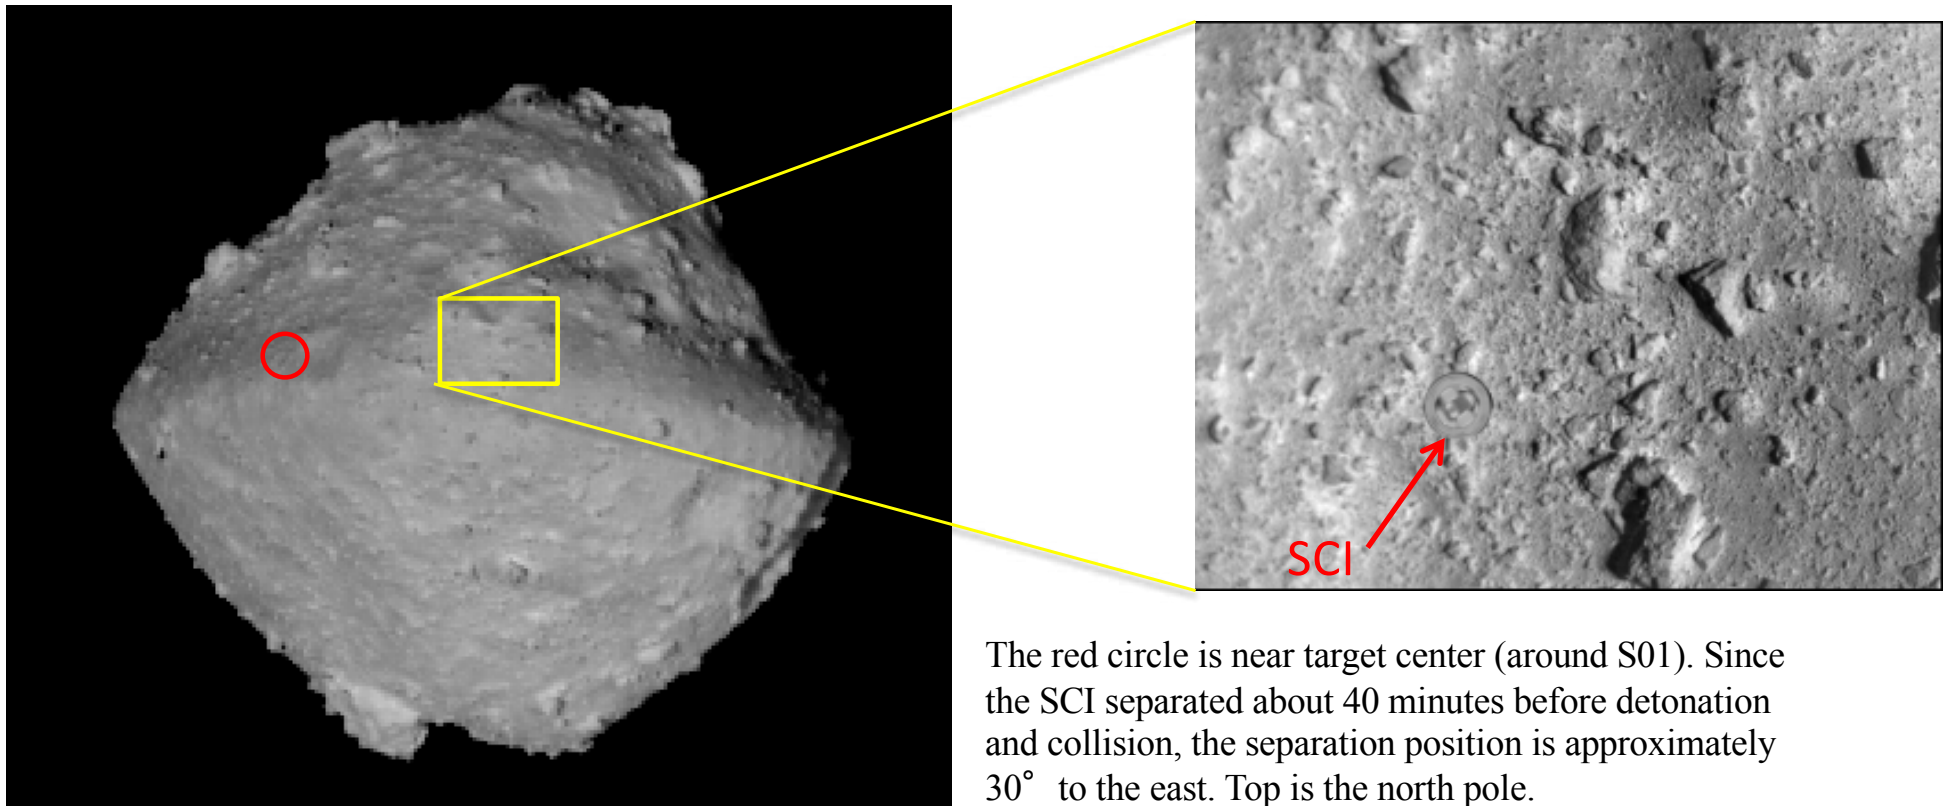 SCI
The red circle is near target center (around S01). Since
the SCI separated about 40 minutes before detonation
and collision, the separation position is approximately
30° to the east. Top is the north pole.